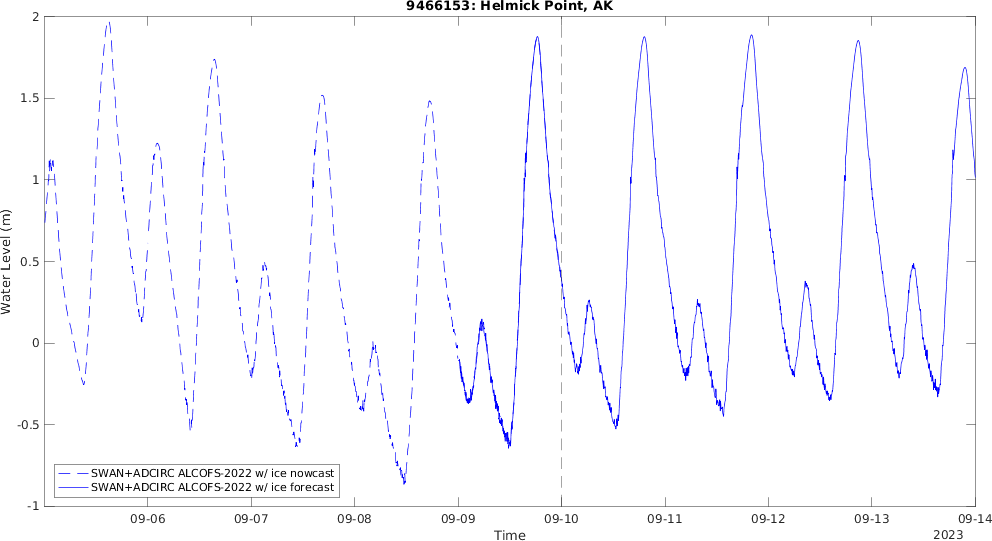 9466153: Helmick Point, AK
2
1.5
1
0.5
0
-0.5
-1
Water Level (m)
SWAN+ADCIRC ALCOFS-2022 w/ ice nowcast
SWAN+ADCIRC ALCOFS-2022 w/ ice forecast
09-06 09-07 09-08 09-09 09-10 09-11 09-12 09-13 09-14
Time
2023